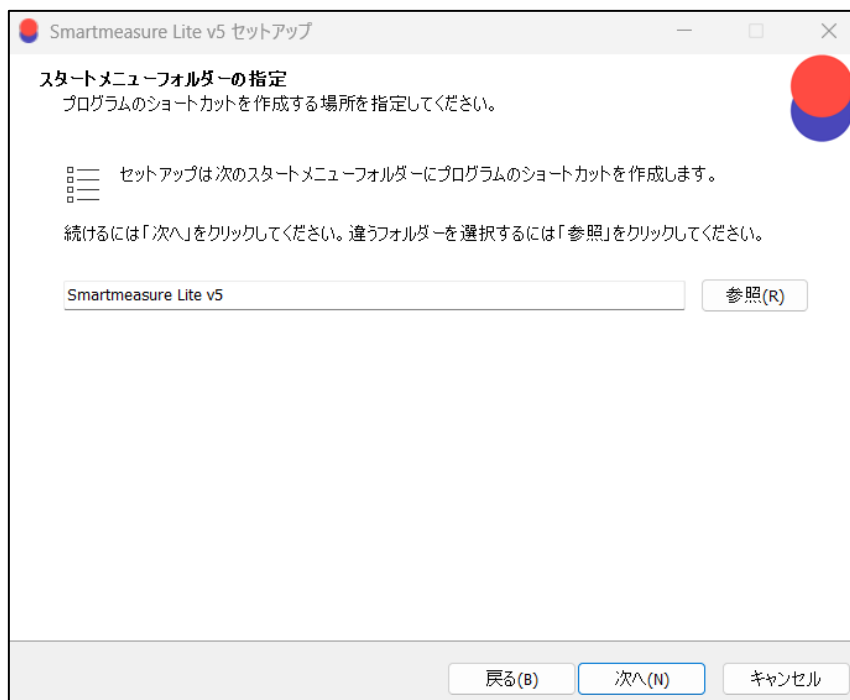 Smartmeasure Lite v5 セットアップ
スタートメニューフォルダーの指定
プログラムのショートカットを作成する場所を指定してください。
セットアップは次のスタートメニューフォルダーにプログラムのショートカットを作成します。
続けるには「次へ」をクリックしてください。違うフォルダーを選択するには「参照」をクリックしてください。
Smartmeasure Lite v5 参照(R)
戻る(B) 次へ(N) キャンセル